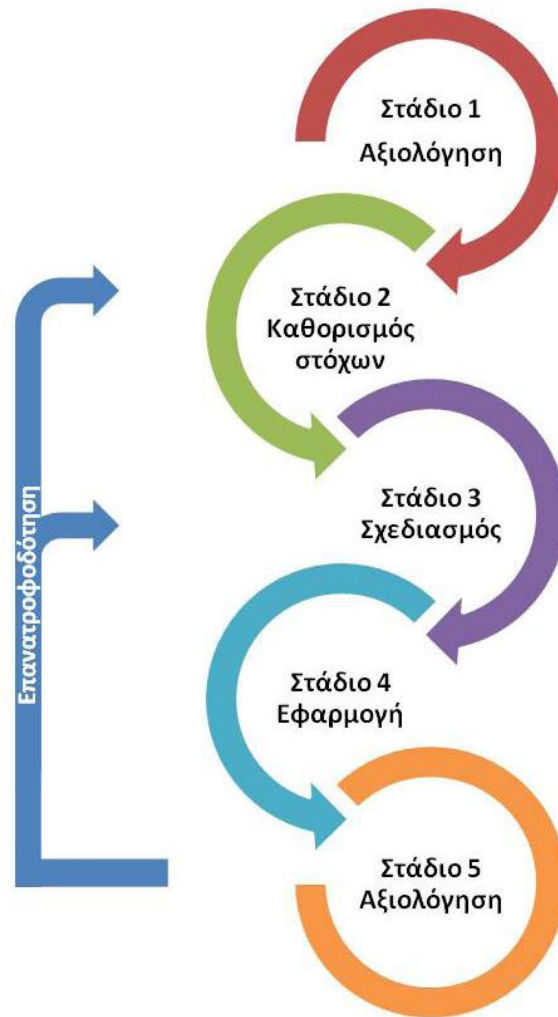 Στάδιο 1
Αξιολόγηση
Στάδιο 2
Καθορισμός
στόχων
Στάδιο 3
Σχεδιασμός
Στάδιο 4
Εφαρμογή
Στάδιο 5
Αξιολόγηση
Επανατροφοδότηση